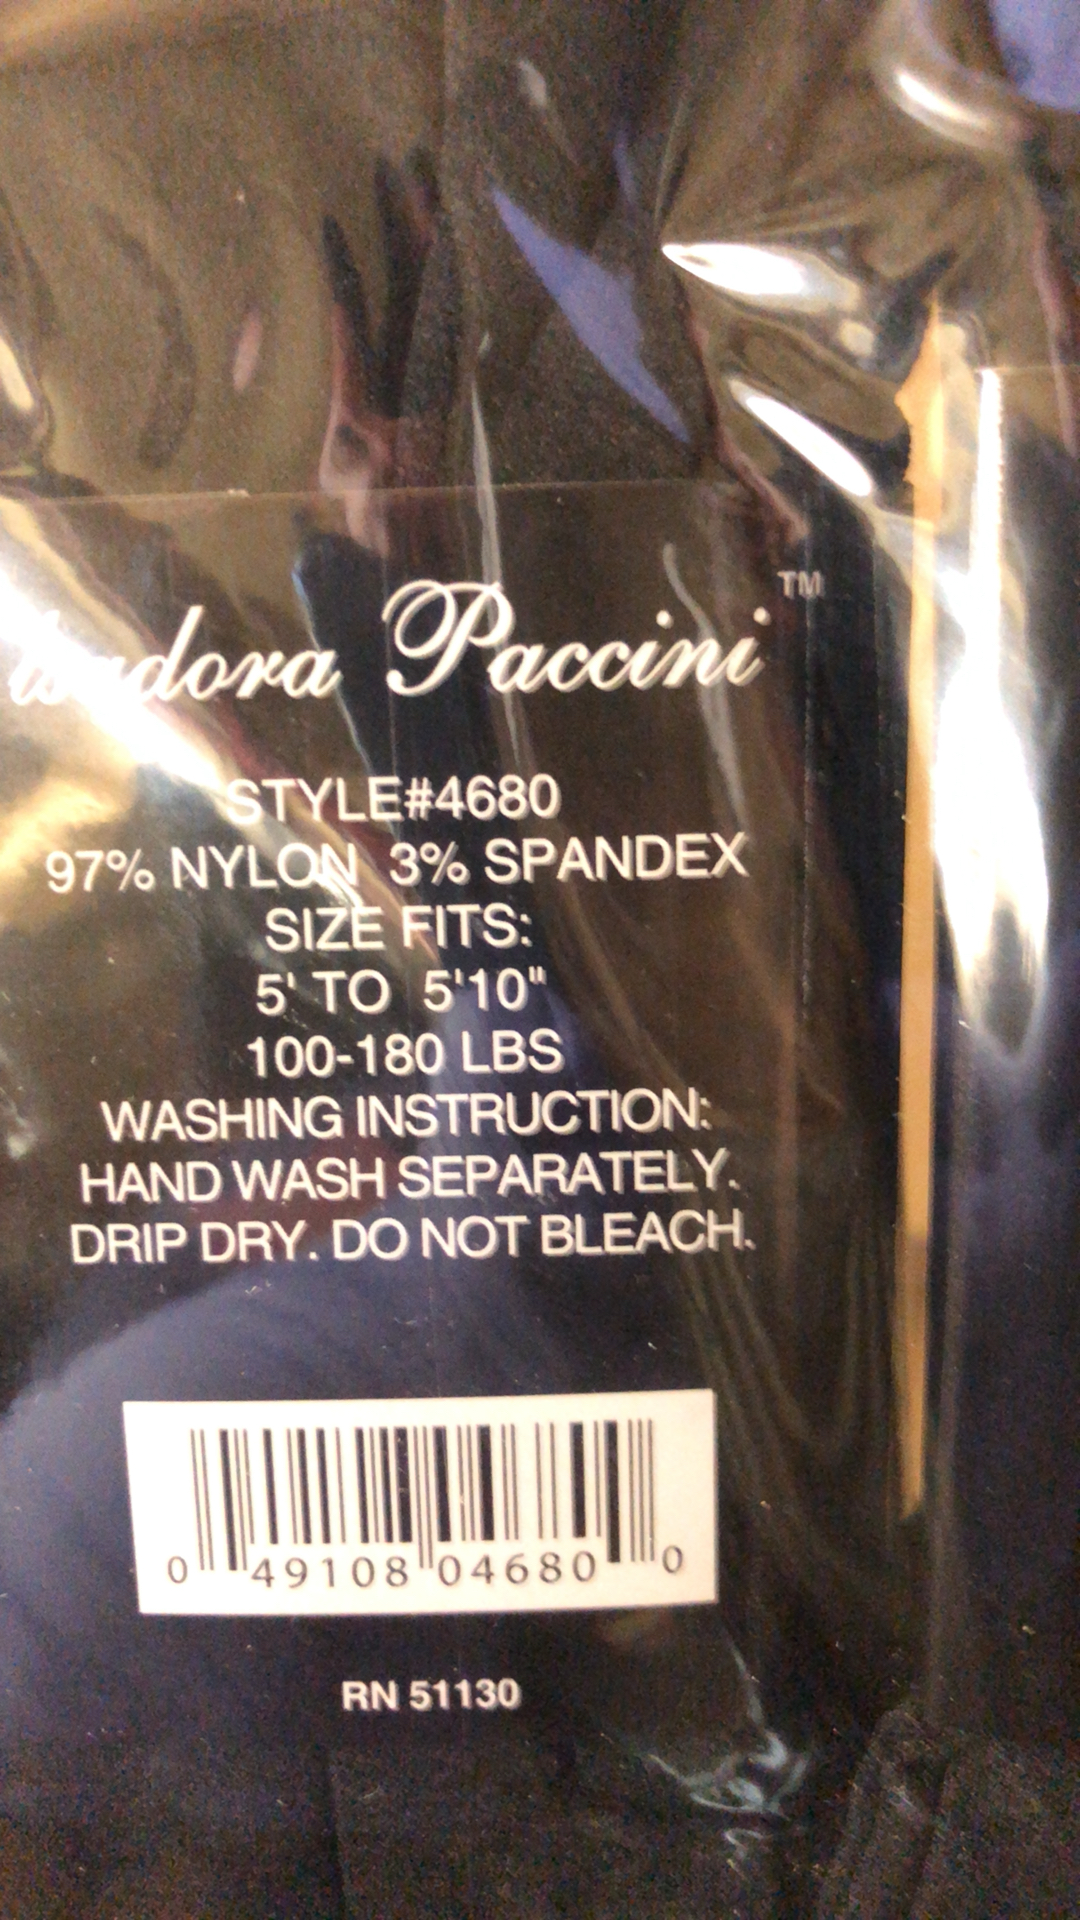 Isadora Paccini™
STYLE#4680
97% NYLON 3% SPANDEX
SIZE FITS:
5' TO 5'10"
100-180 LBS
WASHING INSTRUCTION:
HAND WASH SEPARATELY.
DRIP DRY. DO NOT BLEACH.
0 49108 04680 0
RN 51130